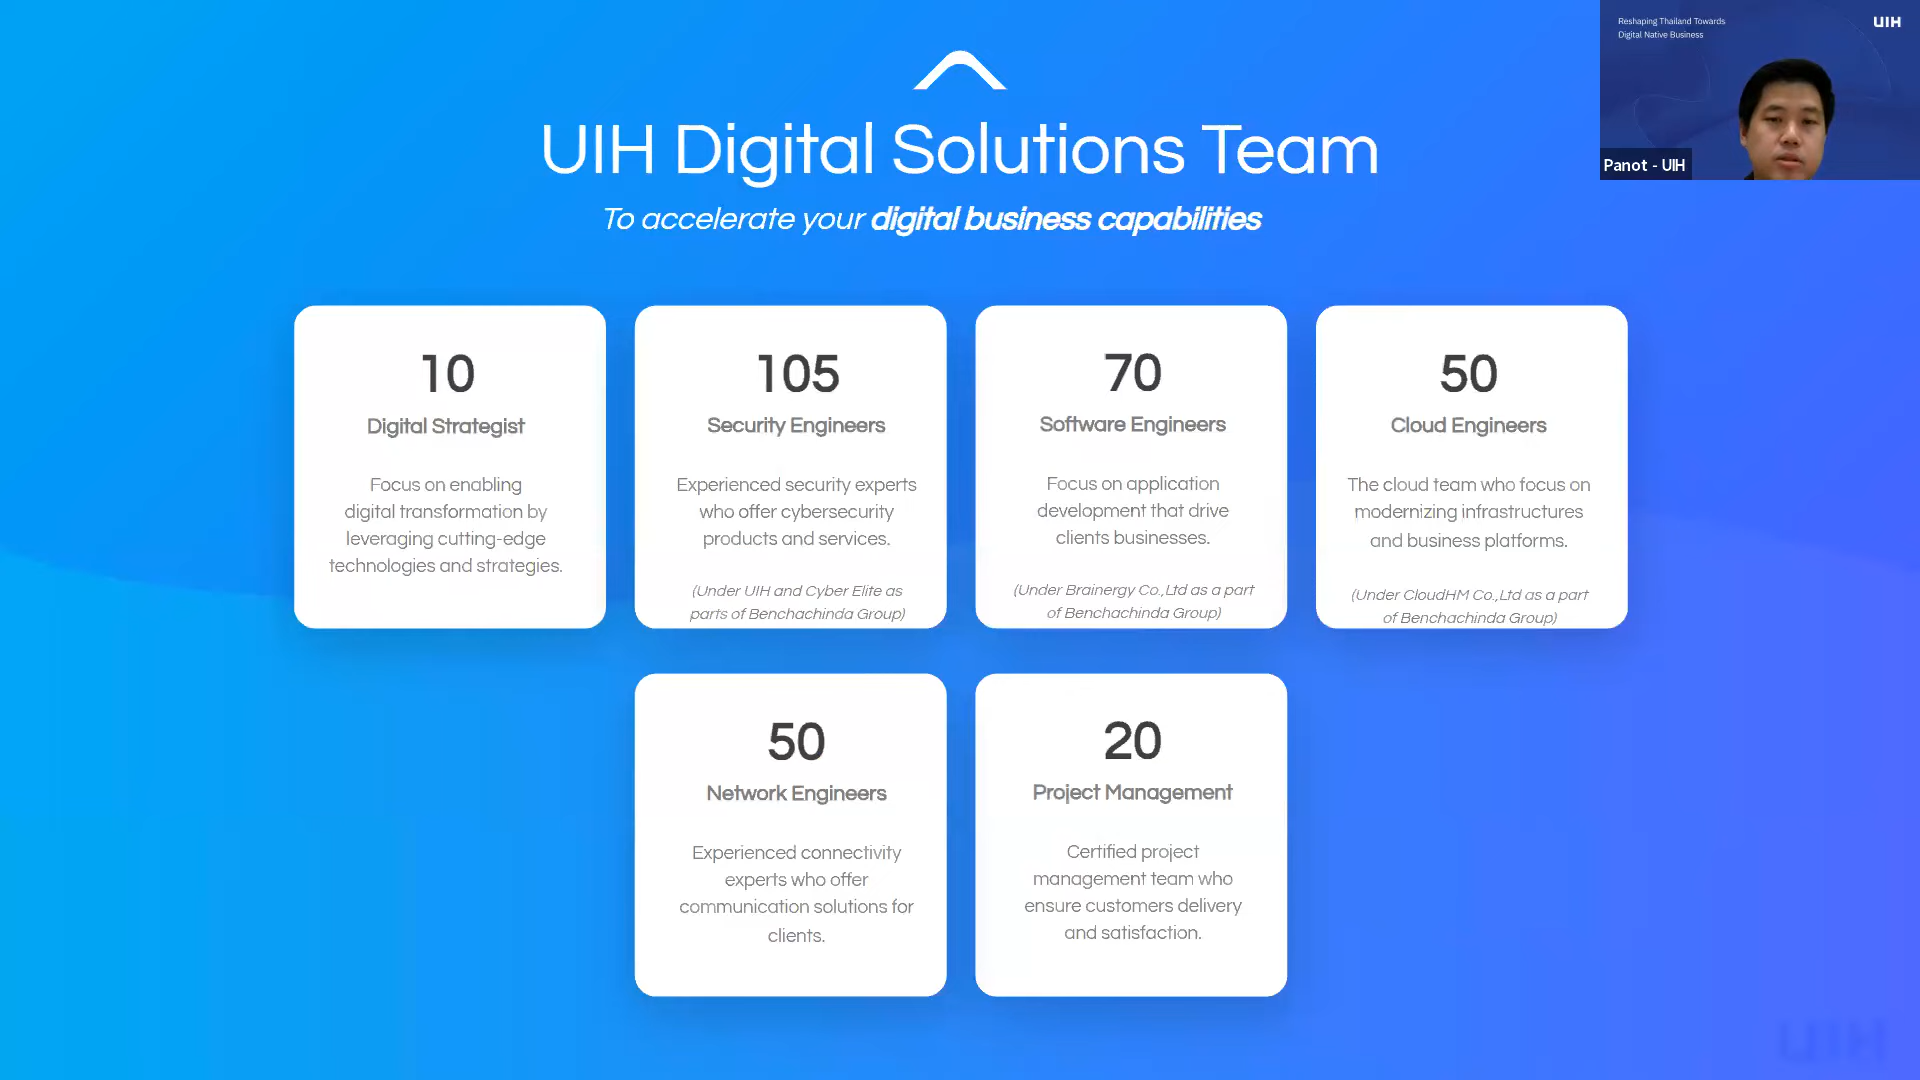 Reshaping Thailand Towards
Digital Native Business
UIH
Panot - UIH
UIH Digital Solutions Team
To accelerate your digital business capabilities
10
Digital Strategist
Focus on enabling
digital transformation by
leveraging cutting-edge
technologies and strategies.
105
Security Engineers
Experienced security experts
who offer cybersecurity
products and services.
(Under UIH and Cyber Elite as
parts of Benchachinda Group)
70
Software Engineers
Focus on application
development that drive
clients businesses.
(Under Brainergy Co.,Ltd as a part
of Benchachinda Group)
50
Cloud Engineers
The cloud team who focus on
modernizing infrastructures
and business platforms.
(Under CloudHM Co.,Ltd as a part
of Benchachinda Group)
50
Network Engineers
Experienced connectivity
experts who offer
communication solutions for
clients.
20
Project Management
Certified project
management team who
ensure customers delivery
and satisfaction.
UIH